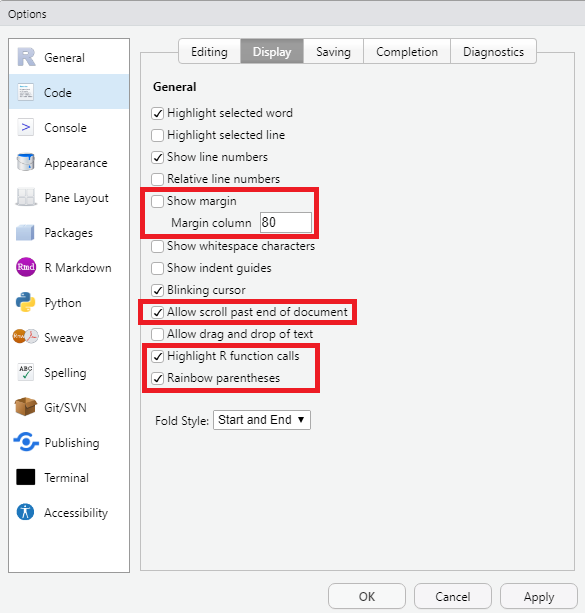 Options
General
Code
Console
Appearance
Pane Layout
Packages
R Markdown
Python
Sweave
Spelling
Git/SVN
Publishing
Terminal
Accessibility
Editing Display Saving Completion Diagnostics
General
Highlight selected word
Highlight selected line
Show line numbers
Relative line numbers
Show margin
Margin column 80
Show whitespace characters
Show indent guides
Blinking cursor
Allow scroll past end of document
Allow drag and drop of text
Highlight R function calls
Rainbow parentheses
Fold Style: Start and End
OK Cancel Apply